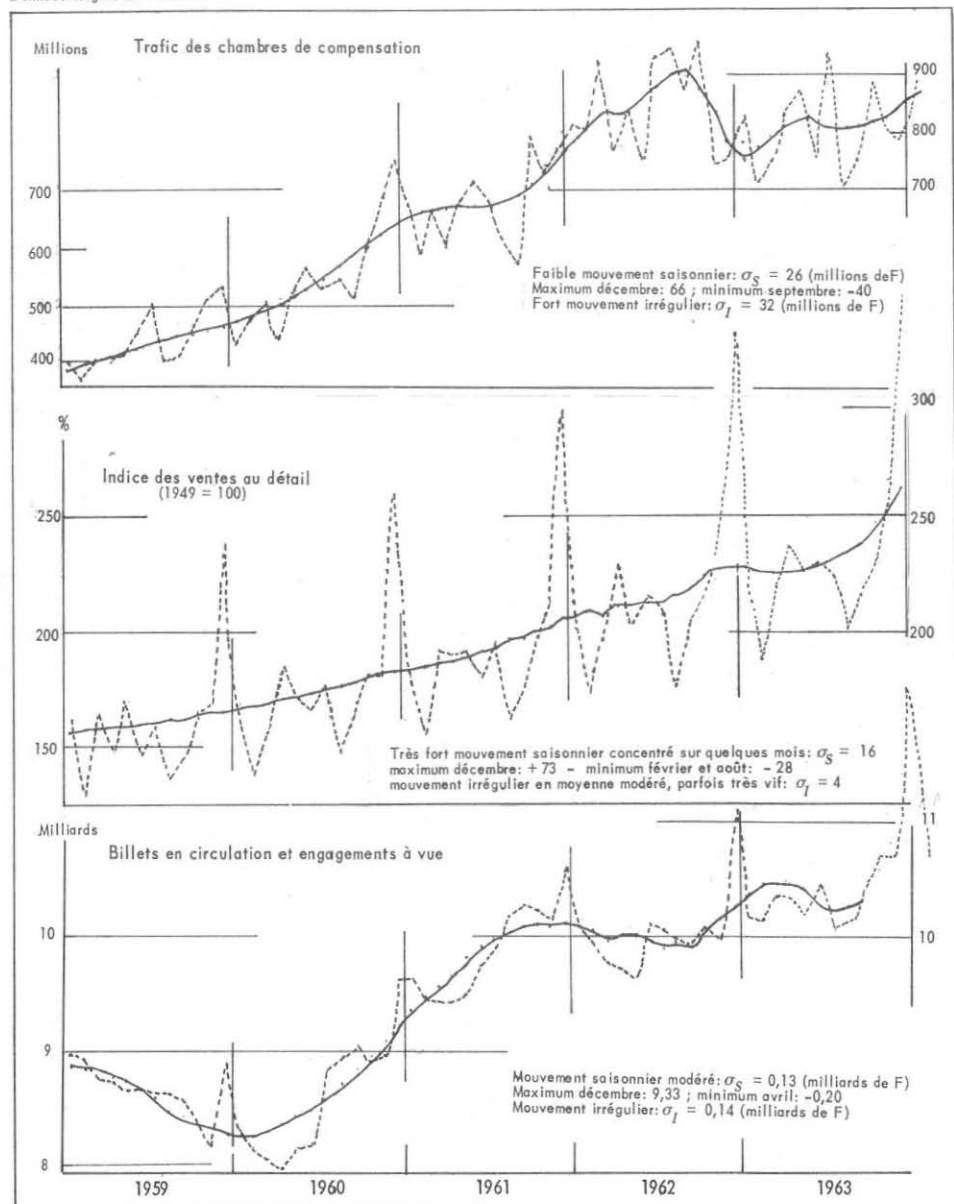 Millions
Trafic des chambres de compensation
900
800
700
700
600
500
400
Faible mouvement saisonnier: σS = 26 (millions deF)
Maximum décembre: 66 ; minimum septembre: -40
Fort mouvement irrégulier: σI = 32 (millions de F)
%
300
Indice des ventes au détail
(1949 = 100)
250
250
200
200
150
Très fort mouvement saisonnier concentré sur quelques mois: σS = 16
maximum décembre: +73 - minimum février et août: - 28
mouvement irrégulier en moyenne modéré, parfois très vif: σI = 4
Milliards
11
Billets en circulation et engagements à vue
10
10
9
Mouvement saisonnier modéré: σS = 0,13 (milliards de F)
Maximum décembre: 9,33 ; minimum avril: -0,20
Mouvement irrégulier: σI = 0,14 (milliards de F)
8
1959 1960 1961 1962 1963